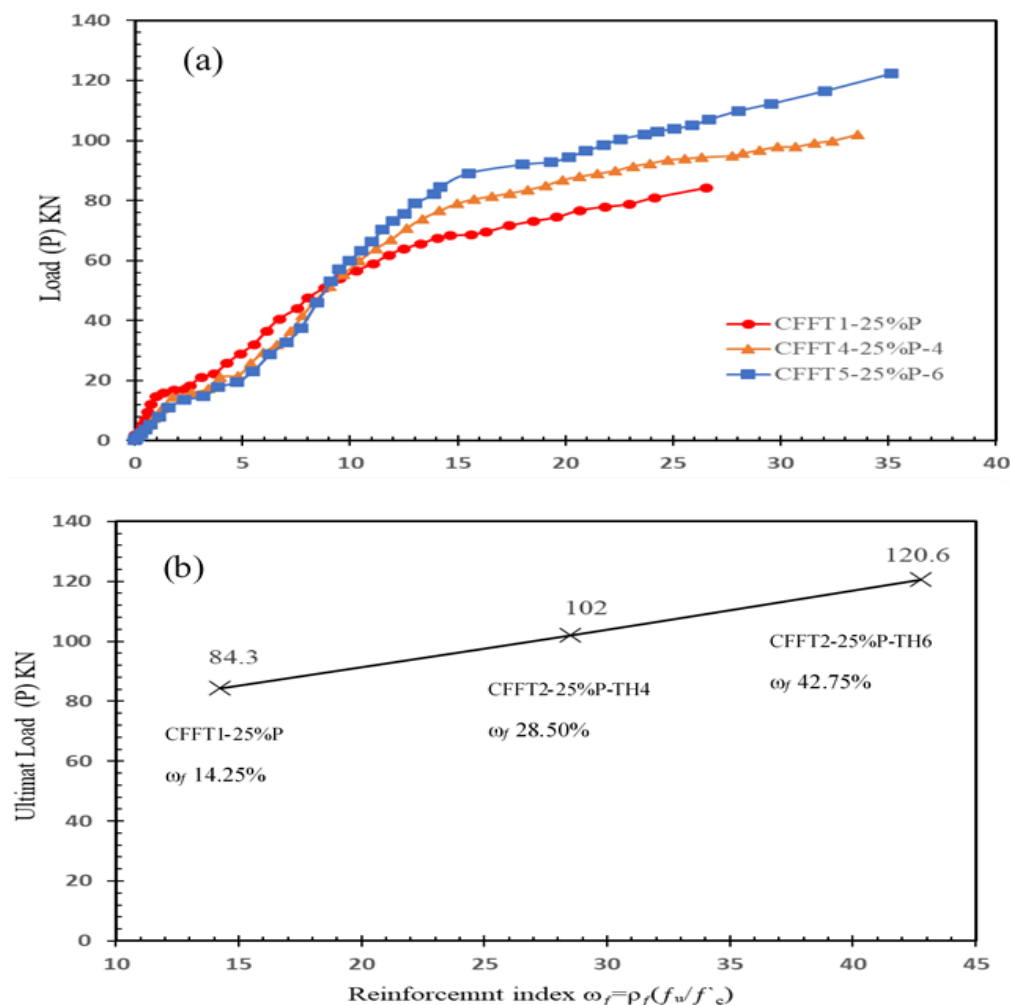 (a)
140
120
100
80
60
40
20
0
Load (P) KN
CFFT1-25%P
CFFT4-25%P-4
CFFT5-25%P-6
0 5 10 15 20 25 30 35 40
(b)
140
120
100
80
60
40
20
0
Ultimat Load (P) KN
84.3
CFFT1-25%P
ωf 14.25%
102
CFFT2-25%P-TH4
ωf 28.50%
120.6
CFFT2-25%P-TH6
ωf 42.75%
10 15 20 25 30 35 40 45
Reinforcemnt index ωf=ρf(fu/f`c)